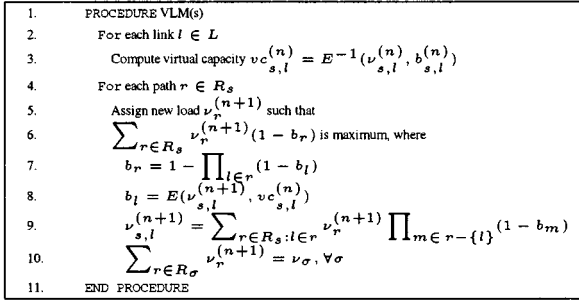 1. PROCEDURE VLM(s)
2. For each link l ∈ L
3. Compute virtual capacity vc_{s,l}^{(n)} = E^{-1}(ν_{s,l}^{(n)}, b_{s,l}^{(n)})
4. For each path r ∈ R_s
5. Assign new load ν_r^{(n+1)} such that
6. ∑_{r∈R_s} ν_r^{(n+1)} (1 - b_r) is maximum, where
7. b_r = 1 - ∏_{l∈r} (1 - b_l)
8. b_l = E(ν_{s,l}^{(n+1)}, vc_{s,l}^{(n)})
9. ν_{s,l}^{(n+1)} = ∑_{r∈R_s:l∈r} ν_r^{(n+1)} ∏_{m∈r-{l}} (1 - b_m)
10. ∑_{r∈R_σ} ν_r^{(n+1)} = ν_σ, ∀σ
11. END PROCEDURE